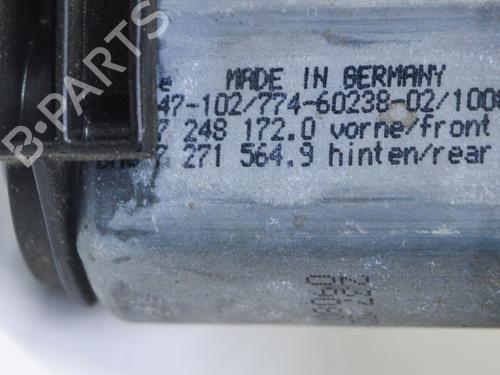 B-PARTS
MADE IN GERMANY
47-102/774-60238-02/100
7 248 172.0 vorne/front
7 271 564.9 hinten/rear